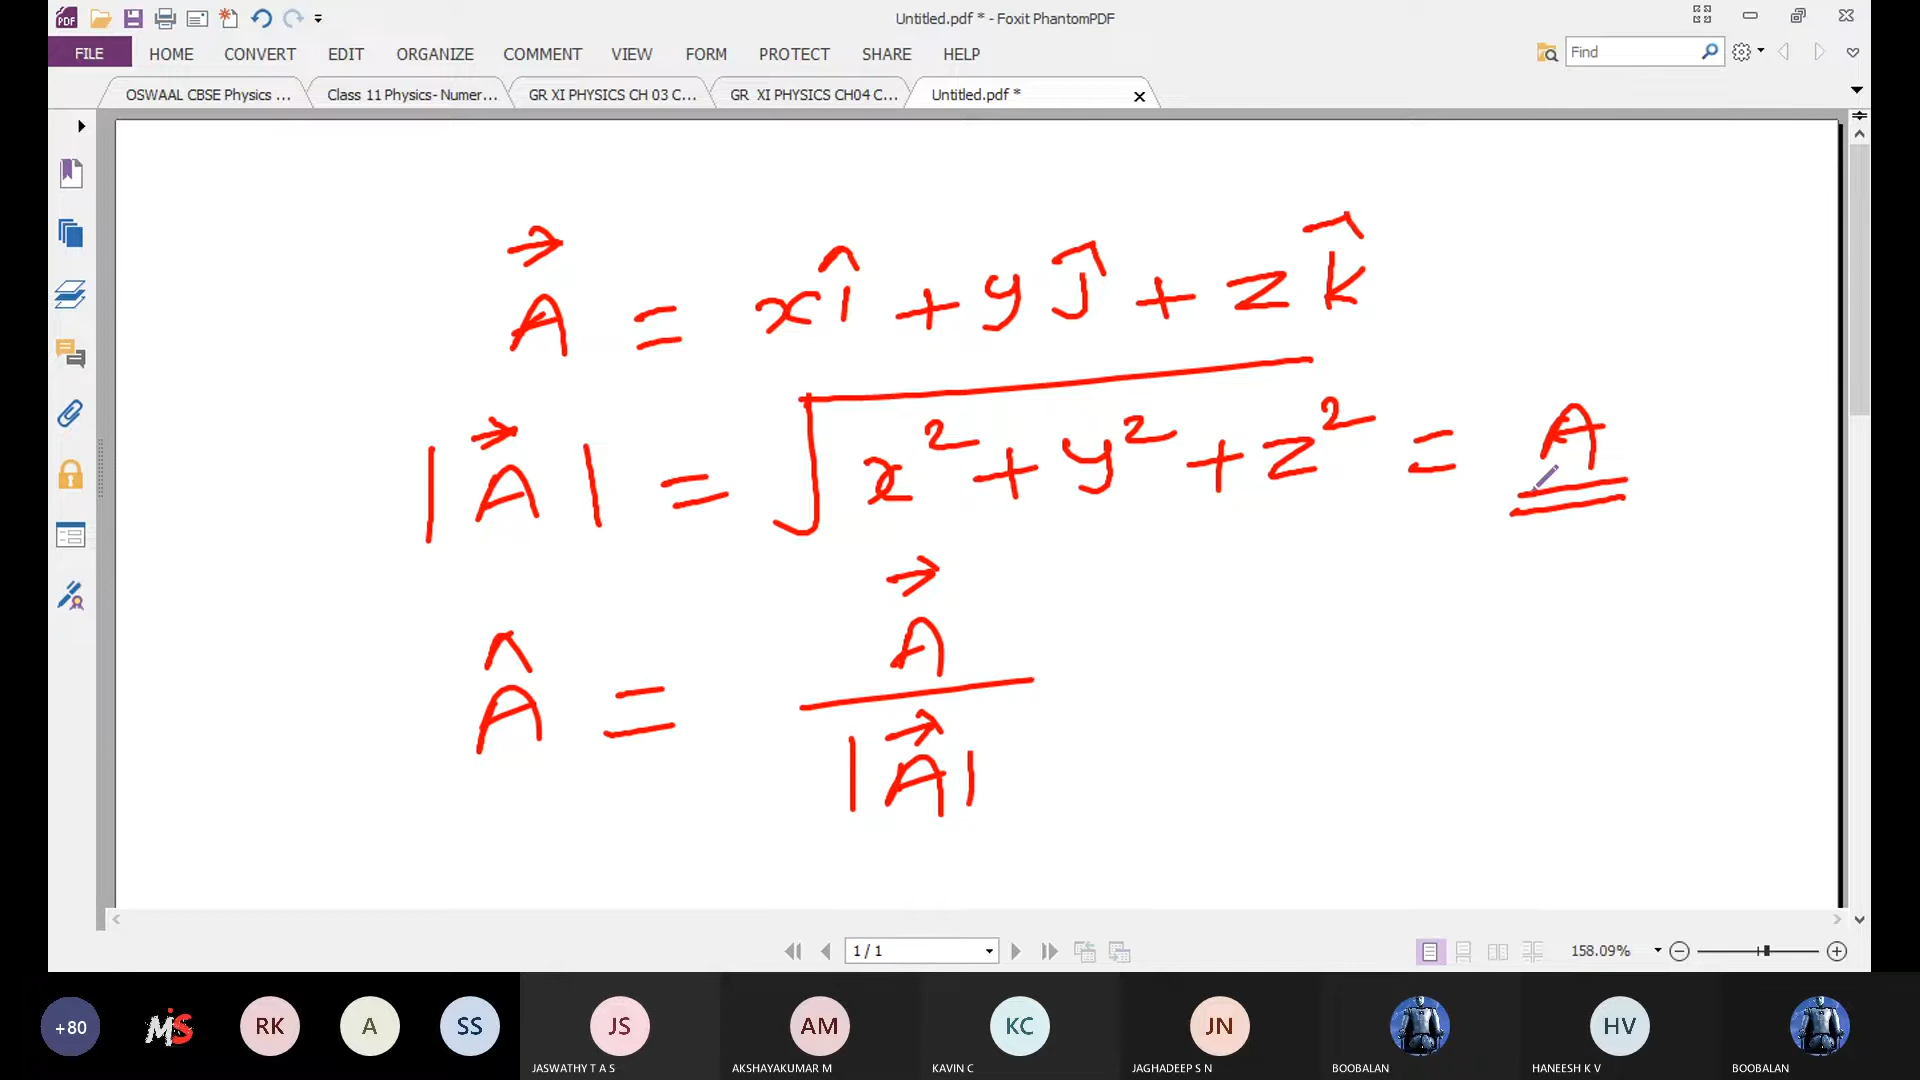 Untitled.pdf * - Foxit PhantomPDF
FILE HOME CONVERT EDIT ORGANIZE COMMENT VIEW FORM PROTECT SHARE HELP Find
OSWAAL CBSE Physics ... Class 11 Physics- Numer... GR XI PHYSICS CH 03 C... GR XI PHYSICS CH04 C... Untitled.pdf *
A⃗ = xî + yĵ + zk̂
|A⃗| = √(x² + y² + z²) = A
Â = A⃗ / |A⃗|
1 / 1 158.09%
+80 MiS RK A SS JS AM KC JN HV
JASWATHY T A S AKSHAYAKUMAR M KAVIN C JAGHADEEP S N BOOBALAN HANEESH K V BOOBALAN